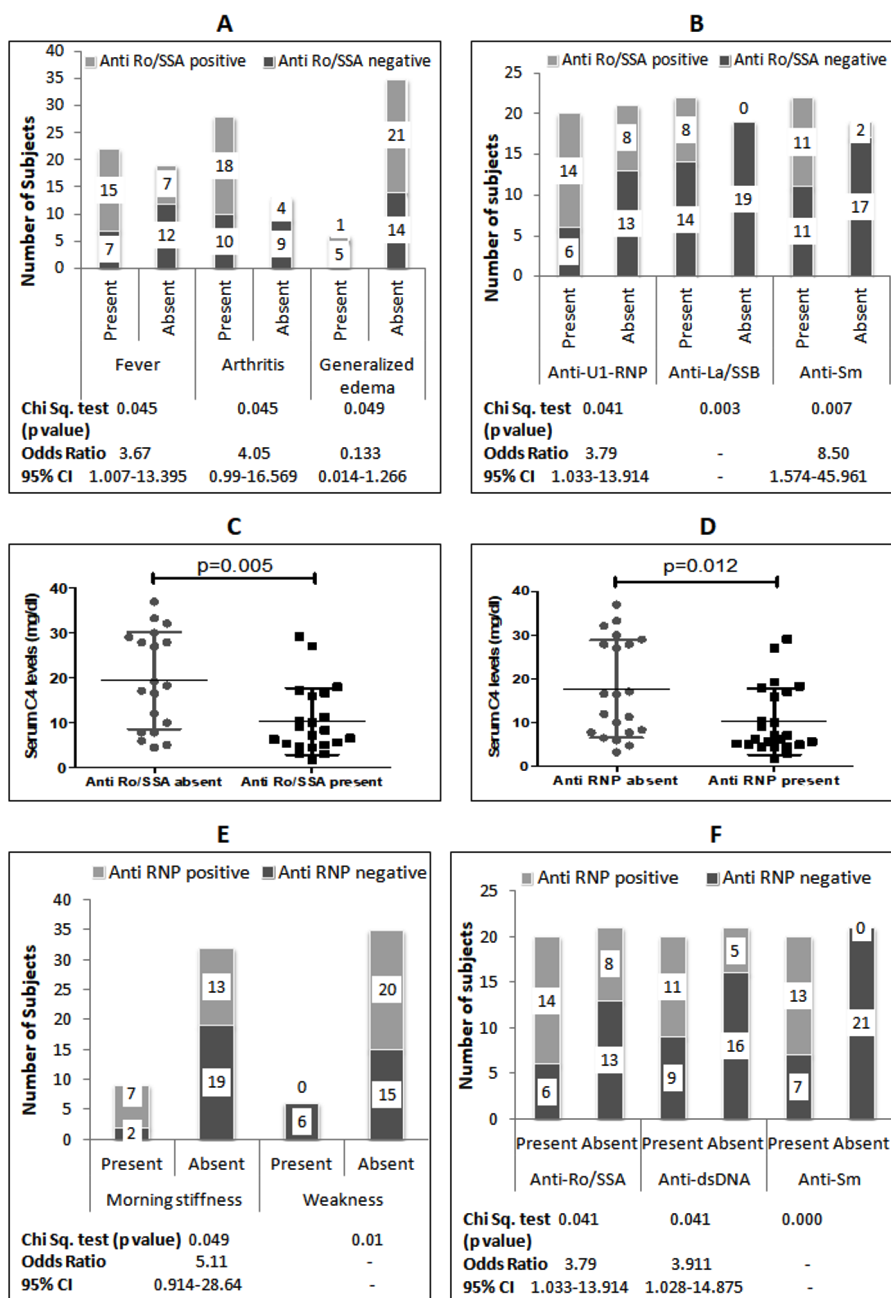 A
Anti Ro/SSA positive Anti Ro/SSA negative
Number of Subjects
40
35
30
25
20
15
10
5
0
15
7
7
12
18
10
4
9
1
5
21
14
Present Absent Present Absent Present Absent
Fever Arthritis Generalized edema
Chi Sq. test (p value) 0.045 0.045 0.049
Odds Ratio 3.67 4.05 0.133
95% CI 1.007-13.395 0.99-16.569 0.014-1.266
B
Anti Ro/SSA positive Anti Ro/SSA negative
Number of subjects
25
20
15
10
5
0
14
6
8
13
8
14
0
19
11
11
2
17
Present Absent Present Absent Present Absent
Anti-U1-RNP Anti-La/SSB Anti-Sm
Chi Sq. test (p value) 0.041 0.003 0.007
Odds Ratio 3.79 - 8.50
95% CI 1.033-13.914 - 1.574-45.961
C
p=0.005
Serum C4 levels (mg/dl)
40
30
20
10
0
Anti Ro/SSA absent Anti Ro/SSA present
D
p=0.012
Serum C4 levels (mg/dl)
40
30
20
10
0
Anti RNP absent Anti RNP present
E
Anti RNP positive Anti RNP negative
Number of Subjects
40
35
30
25
20
15
10
5
0
7
2
13
19
0
6
20
15
Present Absent Present Absent
Morning stiffness Weakness
Chi Sq. test (p value) 0.049 0.01
Odds Ratio 5.11 -
95% CI 0.914-28.64 -
F
Anti RNP positive Anti RNP negative
Number of subjects
25
20
15
10
5
0
14
6
8
13
11
9
5
16
13
7
0
21
Present Absent Present Absent Present Absent
Anti-Ro/SSA Anti-dsDNA Anti-Sm
Chi Sq. test (p value) 0.041 0.041 0.000
Odds Ratio 3.79 3.911 -
95% CI 1.033-13.914 1.028-14.875 -